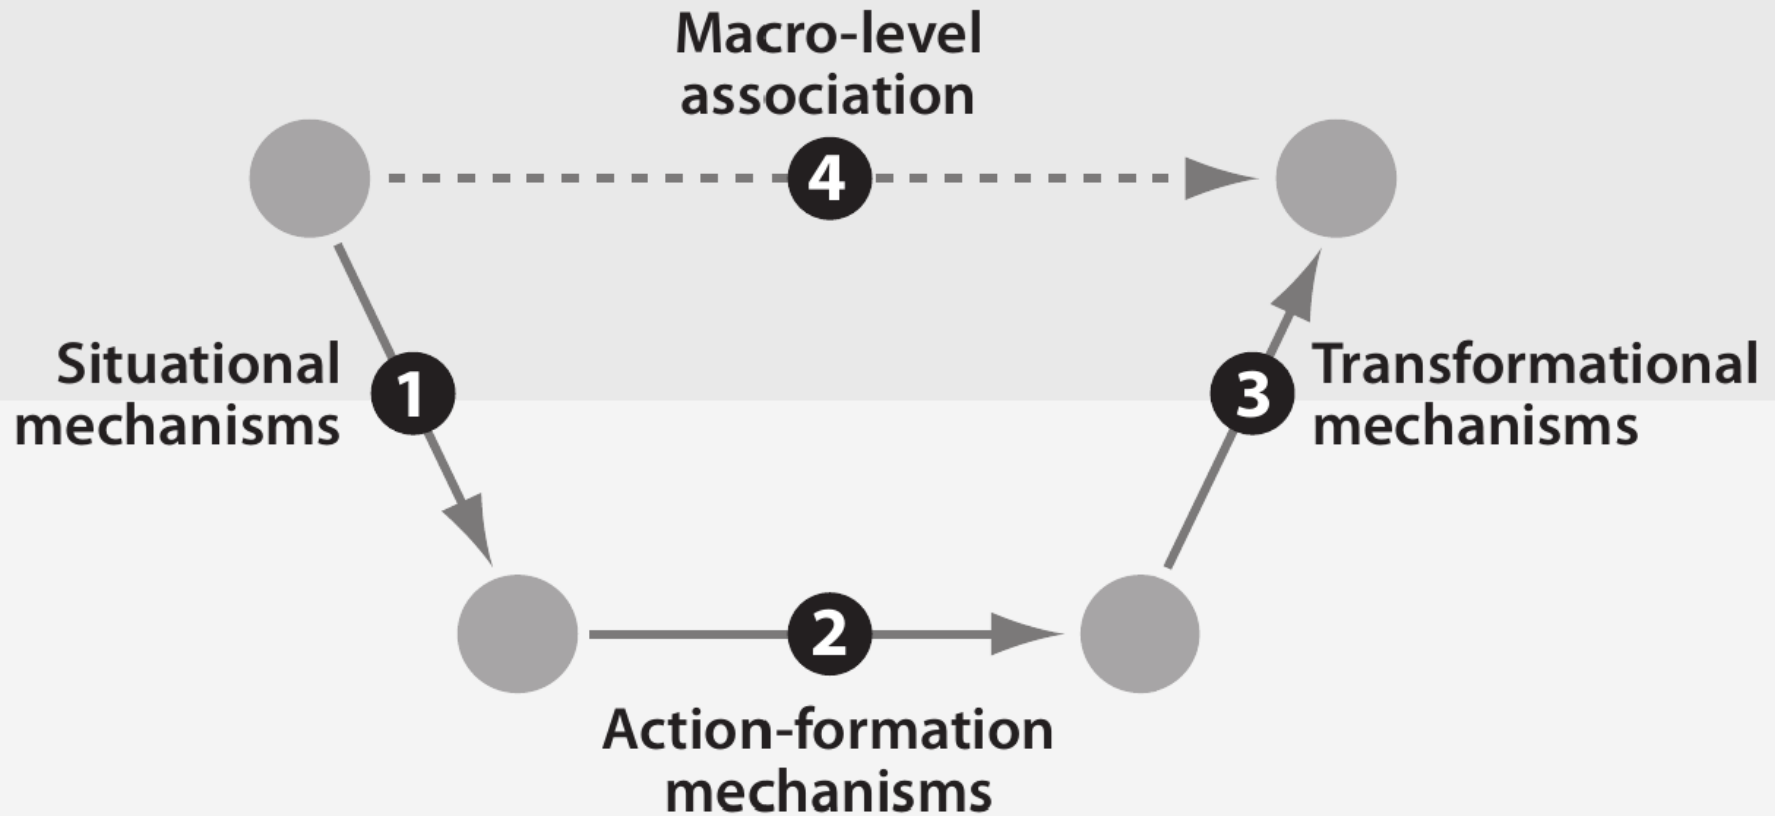 Macro-level
association
4
Situational
mechanisms
1
3
Transformational
mechanisms
2
Action-formation
mechanisms